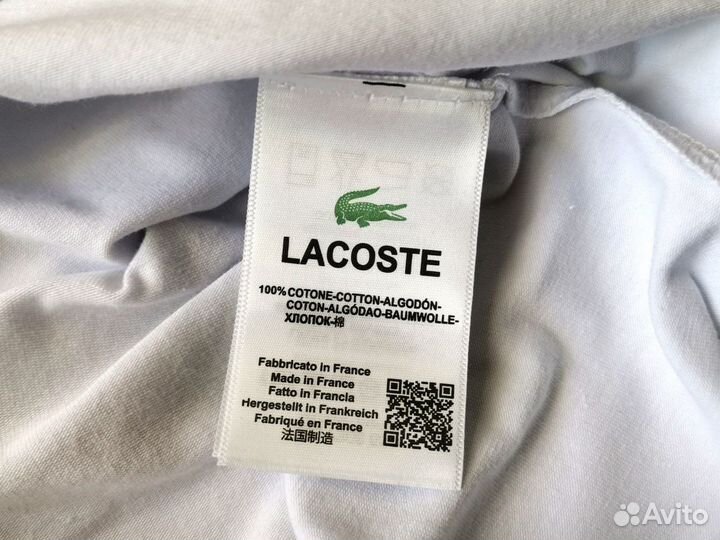 LACOSTE
100% COTONE-COTTON-ALGODÓN-
COTON-ALGÓDAO-BAUMWOLLE-
ХЛОПОК-棉
Fabbricato in France
Made in France
Fatto in Francia
Hergestellt in Frankreich
Fabriqué en France
法国制造
Avito